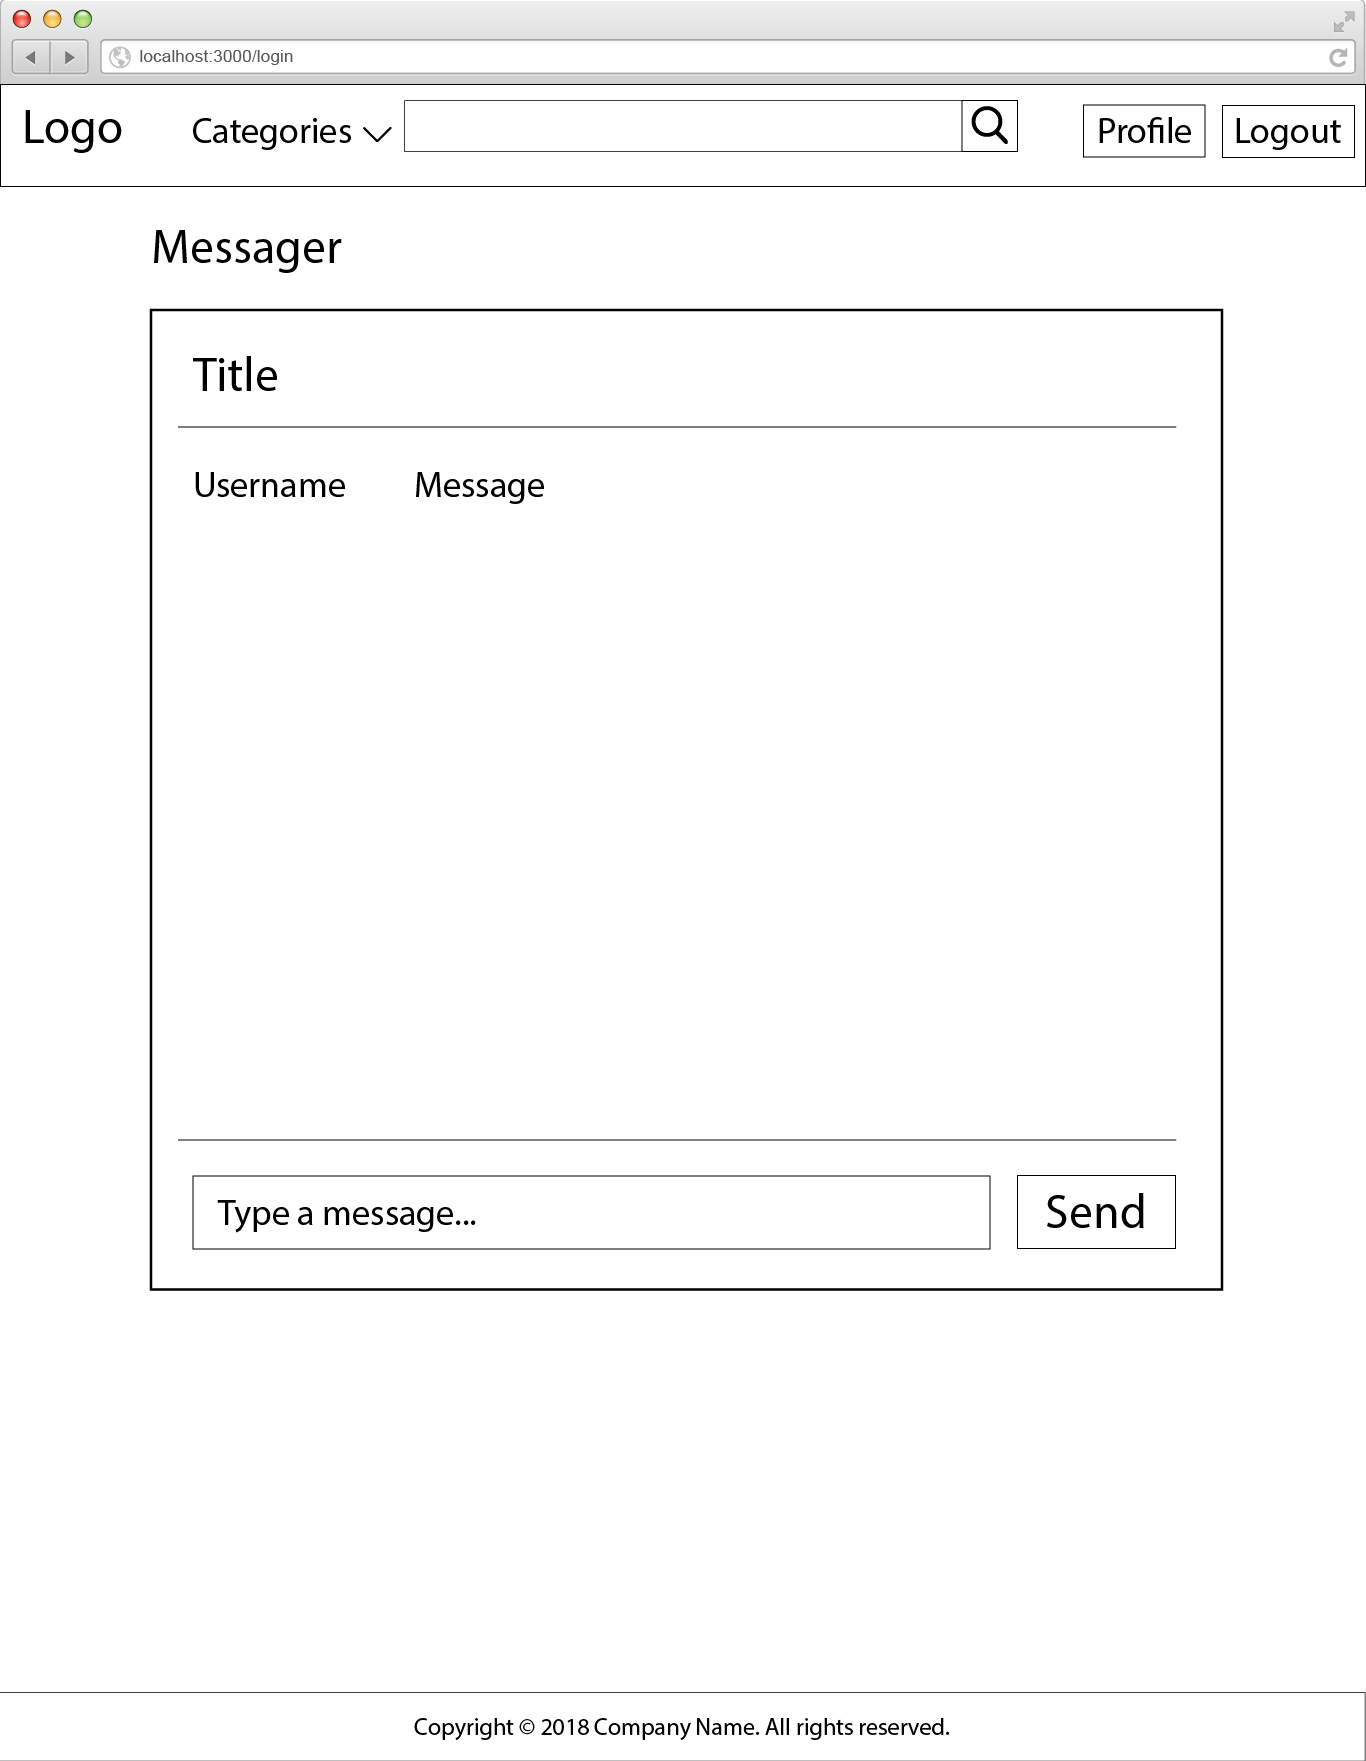 localhost:3000/login
Logo Categories Profile Logout
Messager
Title
Username Message
Type a message... Send
Copyright © 2018 Company Name. All rights reserved.